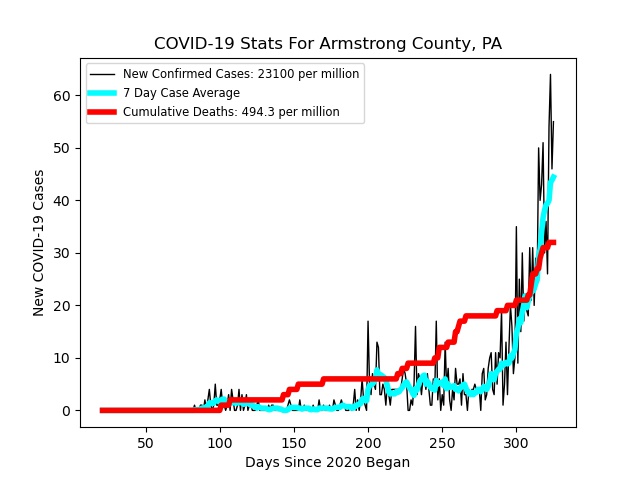 COVID-19 Stats For Armstrong County, PA
New Confirmed Cases: 23100 per million
7 Day Case Average
Cumulative Deaths: 494.3 per million
New COVID-19 Cases
60
50
40
30
20
10
0
50 100 150 200 250 300
Days Since 2020 Began